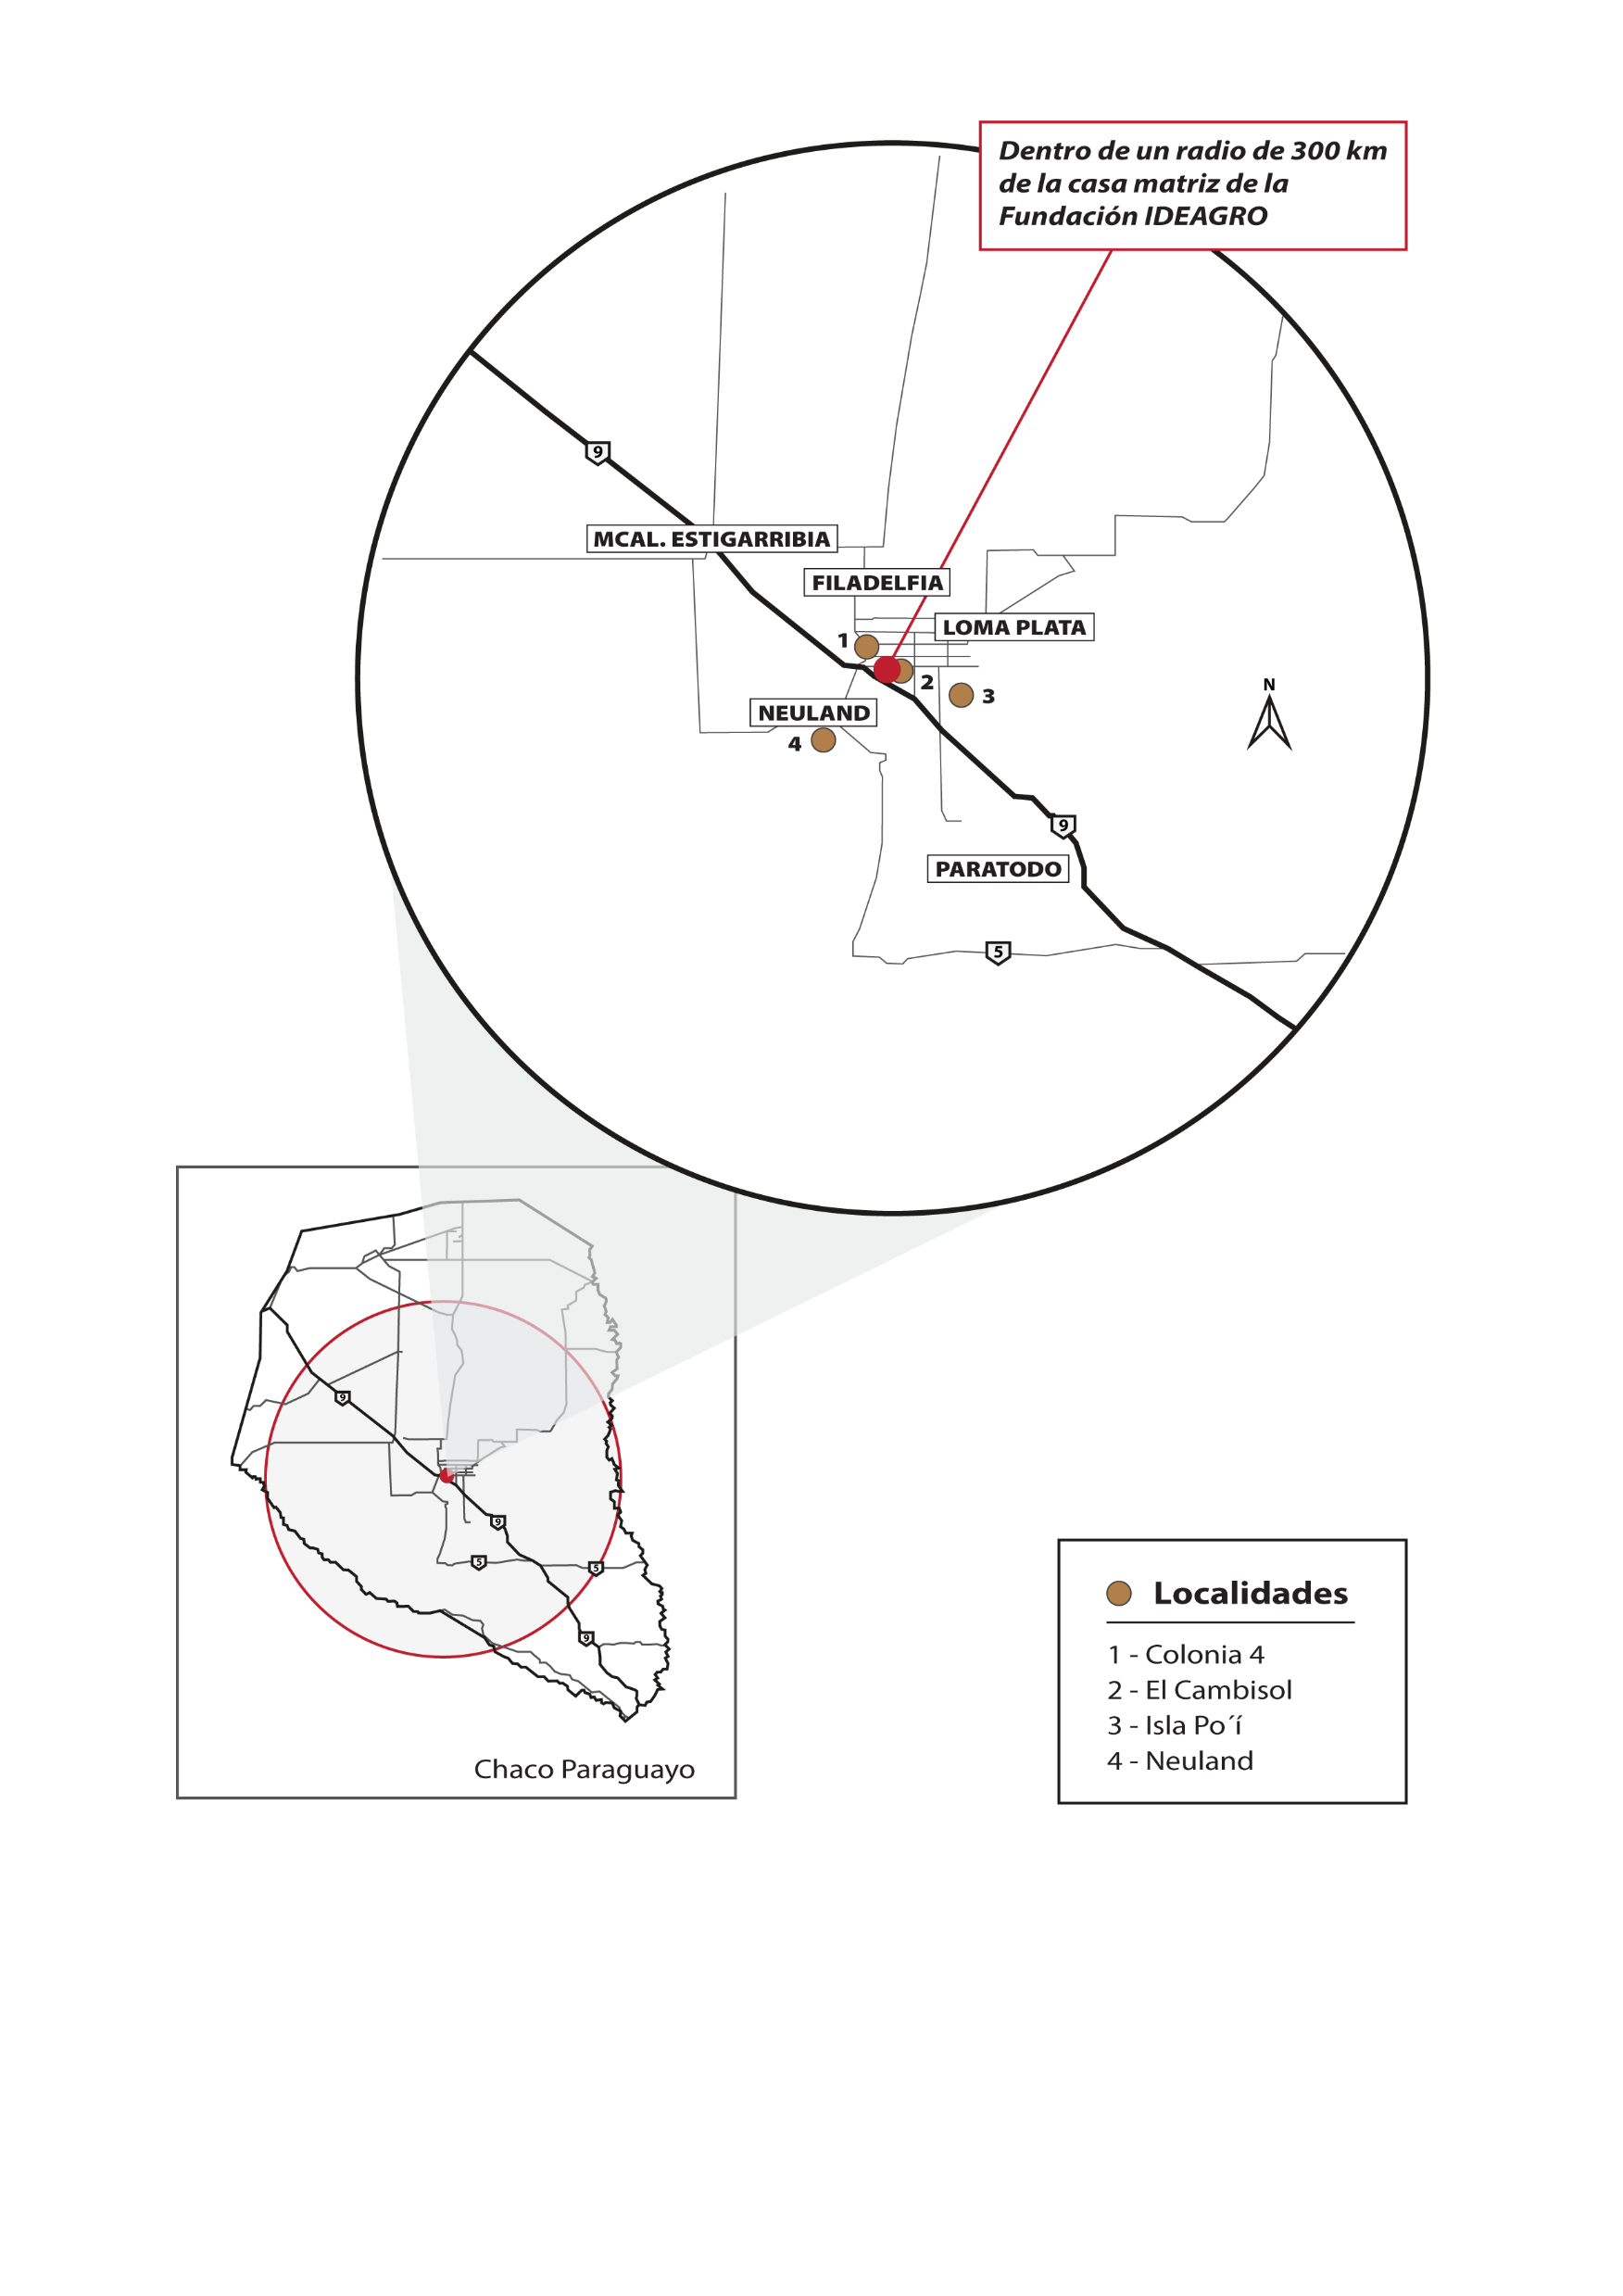 Dentro de un radio de 300 km
de la casa matriz de la
Fundación IDEAGRO
9
MCAL. ESTIGARRIBIA
FILADELFIA
LOMA PLATA
1
2
3
N
NEULAND
4
9
PARATODO
5
9
9
5
5
9
Chaco Paraguayo
Localidades
1 - Colonia 4
2 - El Cambisol
3 - Isla Po´í
4 - Neuland